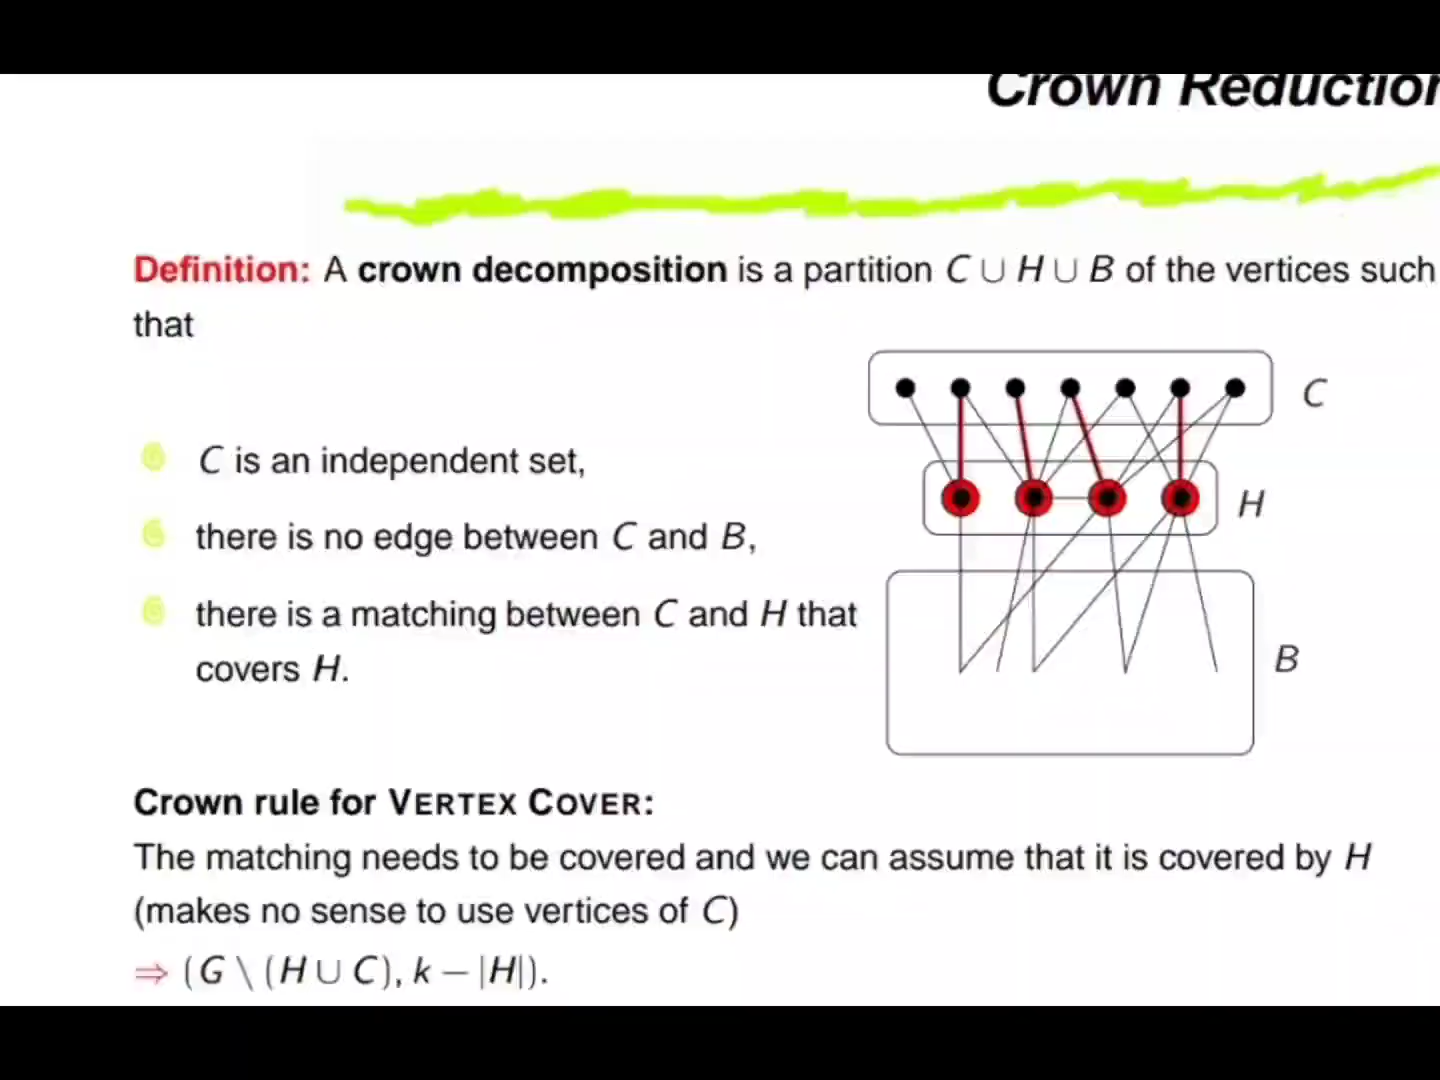 Crown Reduction
Definition: A crown decomposition is a partition C ∪ H ∪ B of the vertices such
that
C
C is an independent set,
H
there is no edge between C and B,
there is a matching between C and H that
covers H.
B
Crown rule for VERTEX COVER:
The matching needs to be covered and we can assume that it is covered by H
(makes no sense to use vertices of C)
⇒ (G \ (H ∪ C), k − |H|).